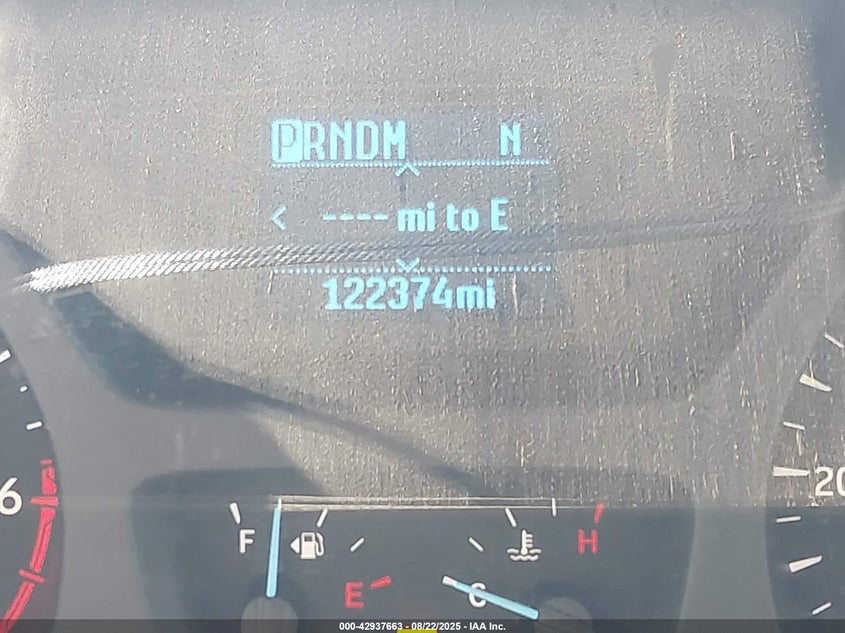 PRNDM N
< ---- mi to E
122374mi
6
20
F
H
E
C
000-42937663 - 08/22/2025 - IAA Inc.